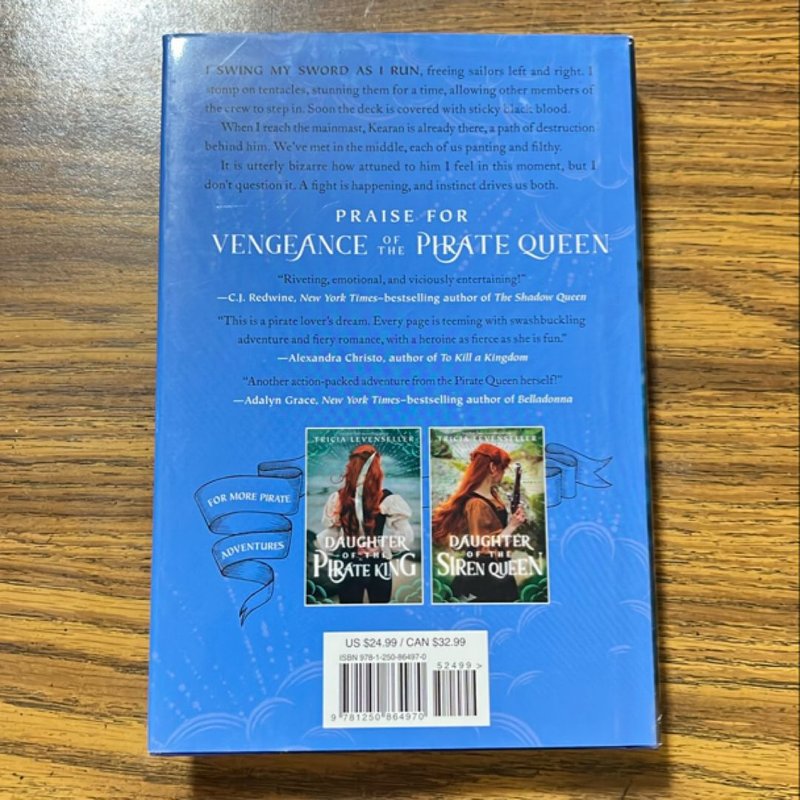 I SWING MY SWORD AS I RUN, freeing sailors left and right. I
stomp on tentacles, stunning them for a time, allowing other members of
the crew to step in. Soon the deck is covered with sticky black blood.
When I reach the mainmast, Kearan is already there, a path of destruction
behind him. We've met in the middle, each of us panting and filthy.
It is utterly bizarre how attuned to him I feel in this moment, but I
don't question it. A fight is happening, and instinct drives us both.
PRAISE FOR
VENGEANCE OF THE PIRATE QUEEN
“Riveting, emotional, and viciously entertaining!”
—C.J. Redwine, New York Times–bestselling author of The Shadow Queen
“This is a pirate lover's dream. Every page is teeming with swashbuckling
adventure and fiery romance, with a heroine as fierce as she is fun.”
—Alexandra Christo, author of To Kill a Kingdom
“Another action-packed adventure from the Pirate Queen herself!”
—Adalyn Grace, New York Times–bestselling author of Belladonna
FOR MORE PIRATE
ADVENTURES
TRICIA LEVENSELLER
DAUGHTER
OF THE
PIRATE KING
TRICIA LEVENSELLER
DAUGHTER
OF THE
SIREN QUEEN
US $24.99 / CAN $32.99
ISBN 978-1-250-86497-0
52499>
9 781250 864970